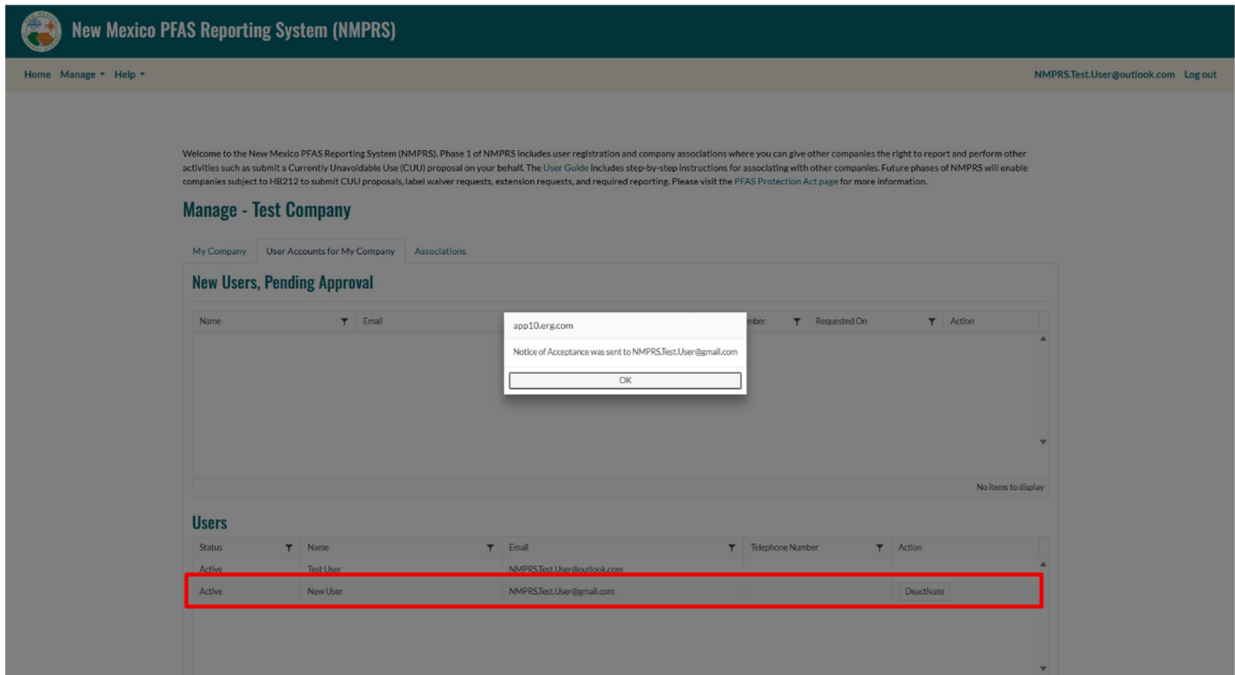 New Mexico PFAS Reporting System (NMPRS)
Home Manage Help NMPRS.Test.User@outlook.com Log out
Welcome to the New Mexico PFAS Reporting System (NMPRS). Phase 1 of NMPRS includes user registration and company associations where you can give other companies the right to report and perform other
activities such as submit a Currently Unavoidable Use (CUU) proposal on your behalf. The User Guide includes step-by-step instructions for associating with other companies. Future phases of NMPRS will enable
companies subject to HB212 to submit CUU proposals, label waiver requests, extension requests, and required reporting. Please visit the PFAS Protection Act page for more information.
Manage - Test Company
My Company User Accounts for My Company Associations
New Users, Pending Approval
Name Email mber Requested On Action
app10.erg.com
Notice of Acceptance was sent to NMPRS.Test.User@gmail.com
OK
No items to display
Users
Status Name Email Telephone Number Action
Active Test User NMPRS.Test.User@outlook.com
Active New User NMPRS.Test.User@gmail.com Deactivate